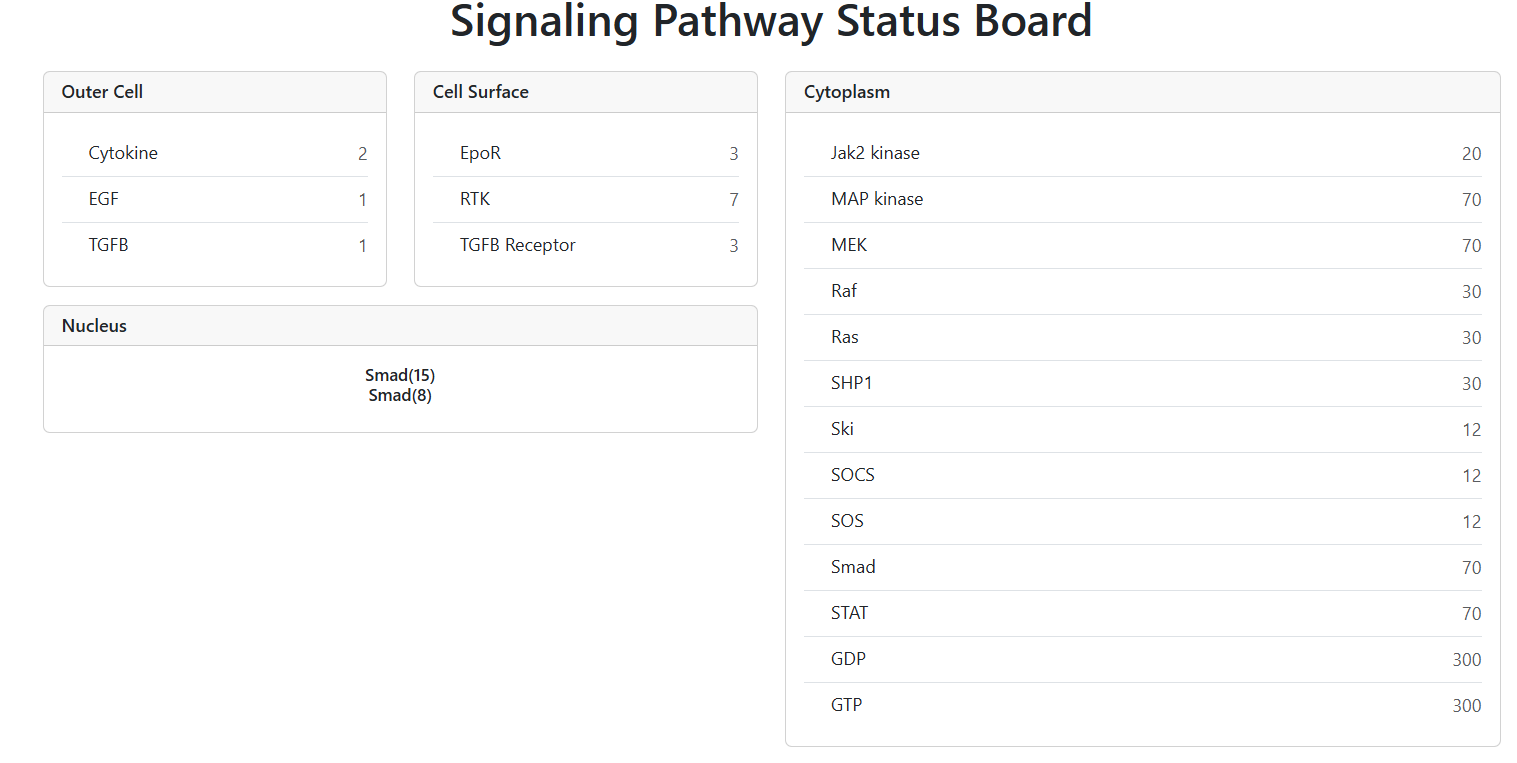 Signaling Pathway Status Board
Outer Cell
Cytokine 2
EGF 1
TGFB 1
Cell Surface
EpoR 3
RTK 7
TGFB Receptor 3
Nucleus
Smad(15)
Smad(8)
Cytoplasm
Jak2 kinase 20
MAP kinase 70
MEK 70
Raf 30
Ras 30
SHP1 30
Ski 12
SOCS 12
SOS 12
Smad 70
STAT 70
GDP 300
GTP 300